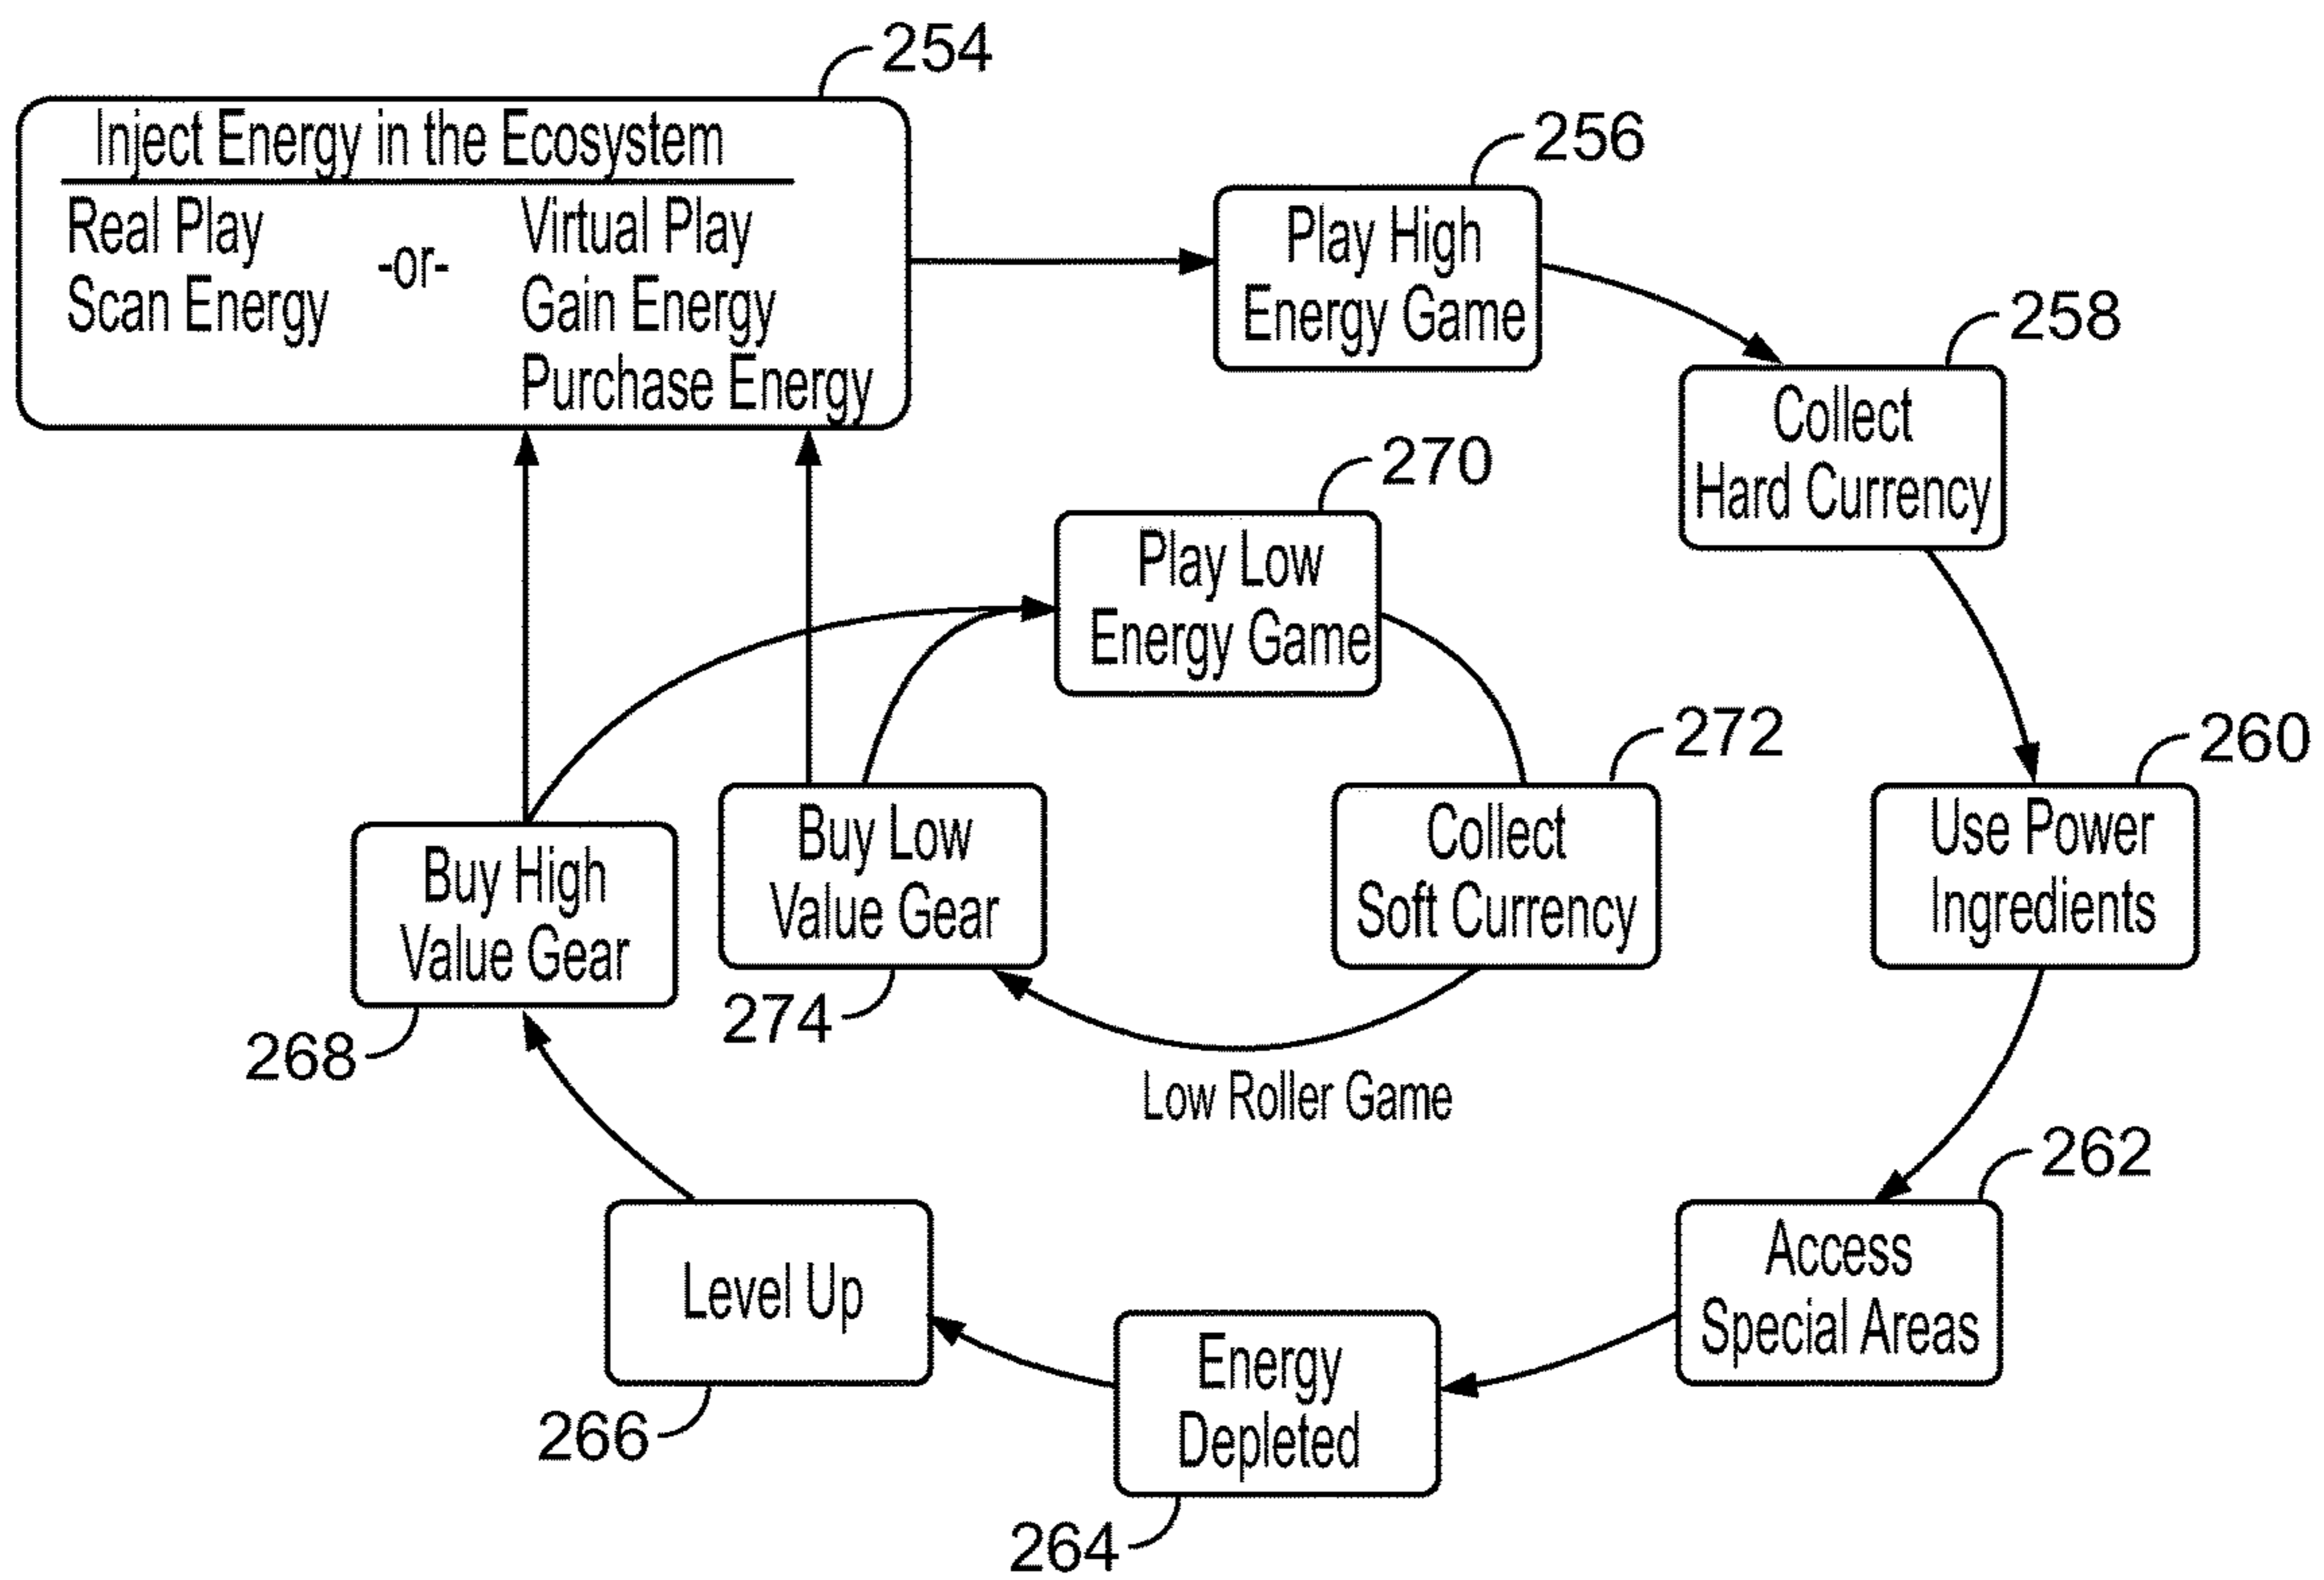 254
Inject Energy in the Ecosystem
Real Play -or- Virtual Play
Scan Energy Gain Energy
Purchase Energy
256
Play High
Energy Game
258
Collect
Hard Currency
270
Play Low
Energy Game
272
Collect
Soft Currency
260
Use Power
Ingredients
Buy High
Value Gear
268
Buy Low
Value Gear
274
Low Roller Game
262
Access
Special Areas
Level Up
266
Energy
Depleted
264